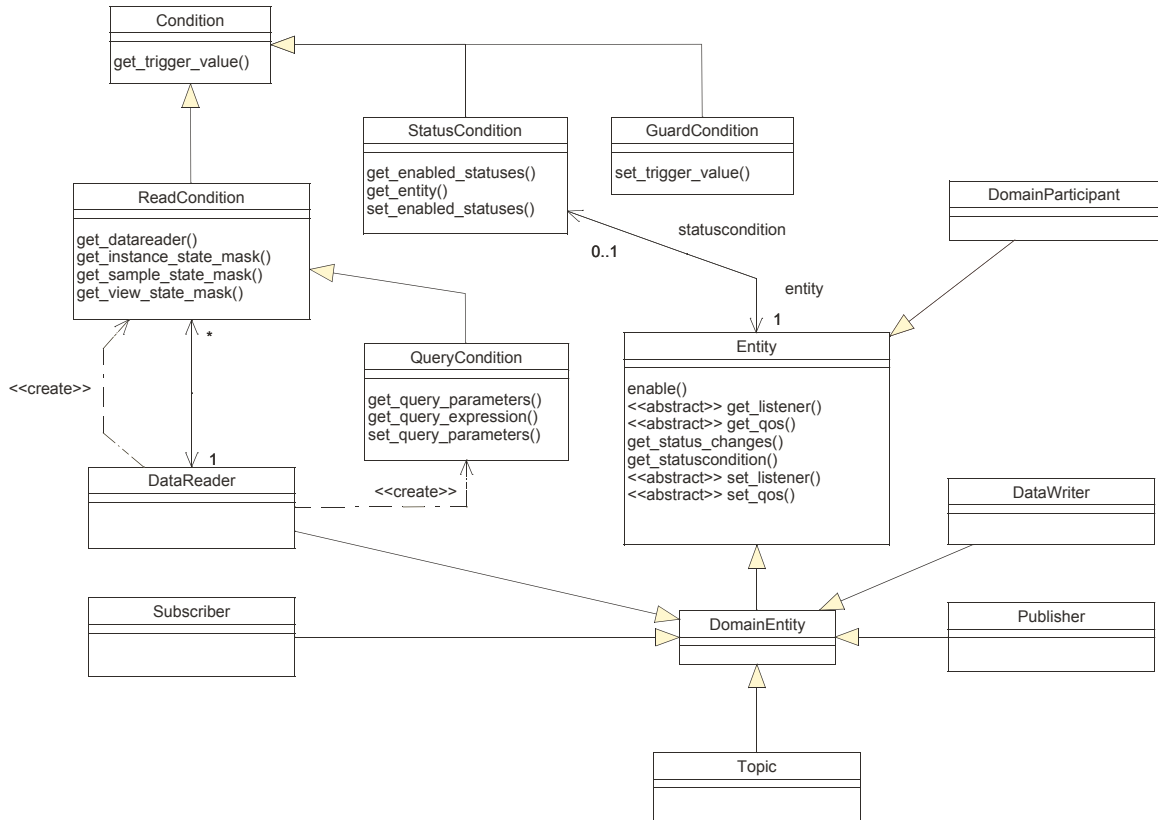 Condition
get_trigger_value()
StatusCondition
get_enabled_statuses()
get_entity()
set_enabled_statuses()
GuardCondition
set_trigger_value()
ReadCondition
get_datareader()
get_instance_state_mask()
get_sample_state_mask()
get_view_state_mask()
DomainParticipant
statuscondition
0..1
entity
1
*
Entity
enable()
<<abstract>> get_listener()
<<abstract>> get_qos()
get_status_changes()
get_statuscondition()
<<abstract>> set_listener()
<<abstract>> set_qos()
QueryCondition
get_query_parameters()
get_query_expression()
set_query_parameters()
<<create>>
1
DataReader
<<create>>
DataWriter
Subscriber
DomainEntity
Publisher
Topic